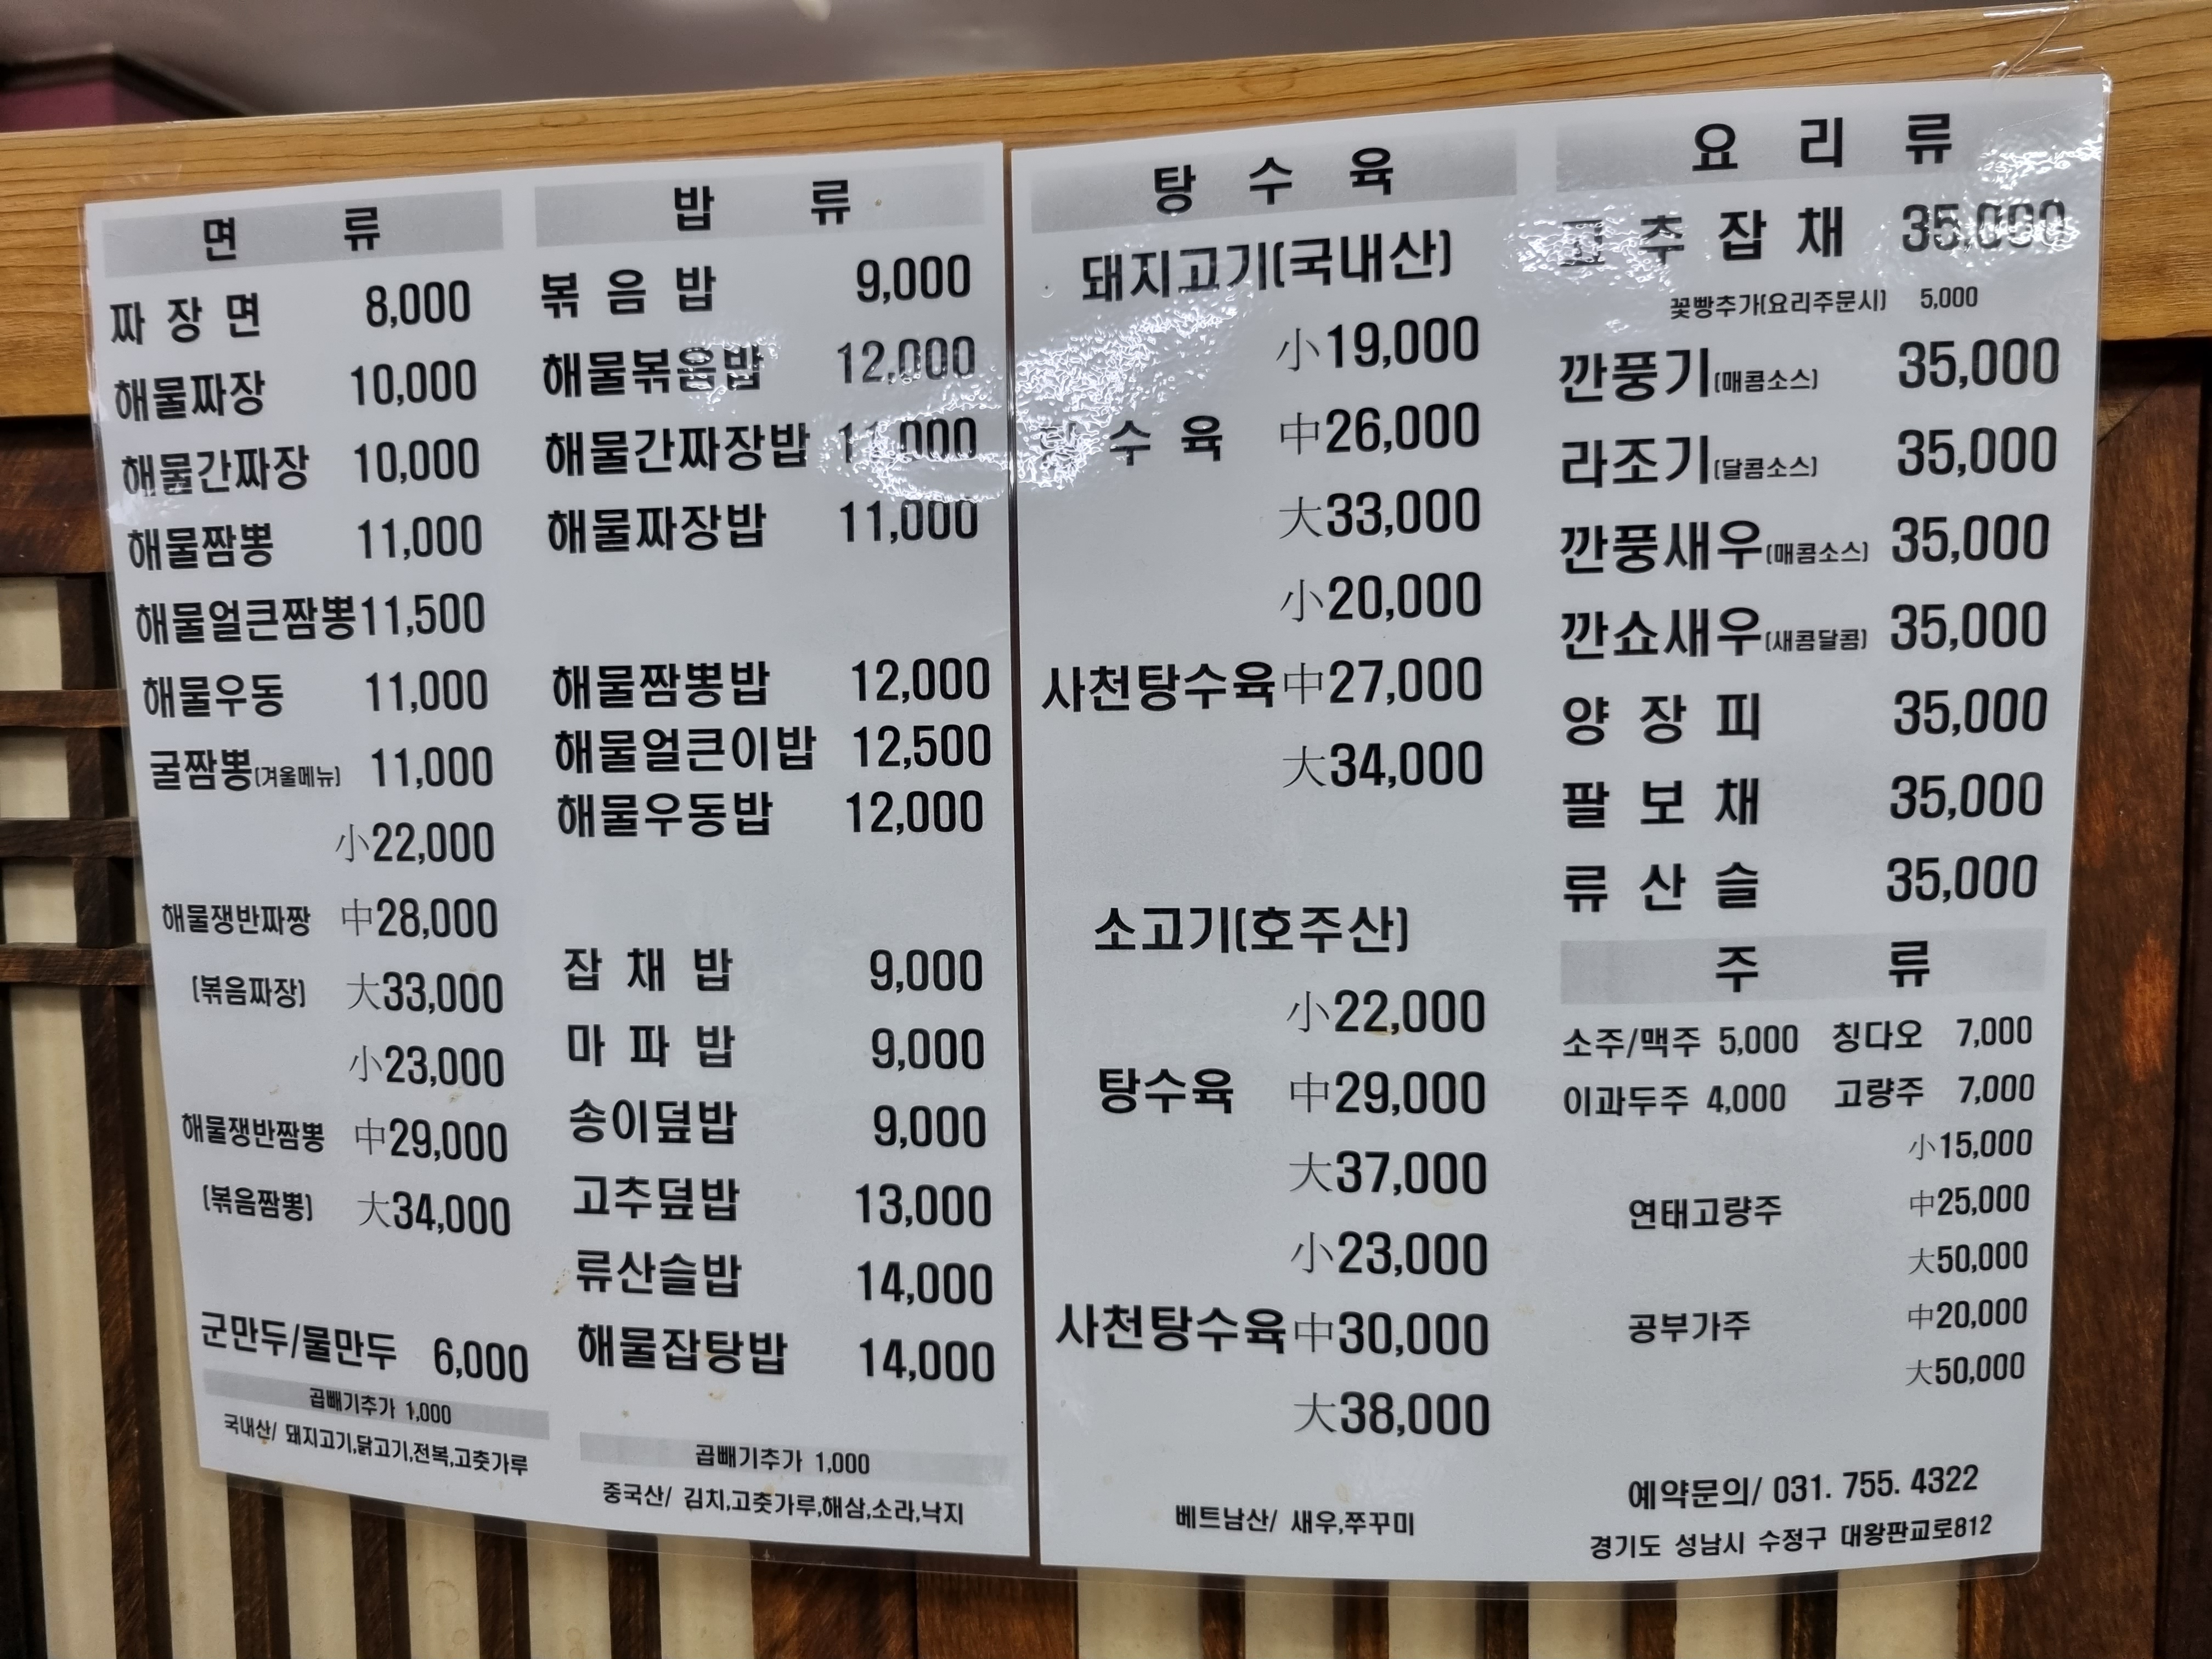 면 류
짜 장 면 8,000
해물짜장 10,000
해물간짜장 10,000
해물짬뽕 11,000
해물얼큰짬뽕 11,500
해물우동 11,000
굴짬뽕(겨울메뉴) 11,000
小22,000
해물쟁반짜짱 中28,000
(볶음짜장) 大33,000
小23,000
해물쟁반짬뽕 中29,000
(볶음짬뽕) 大34,000
군만두/물만두 6,000
곱빼기추가 1,000
국내산/ 돼지고기,닭고기,전복,고춧가루
밥 류
볶 음 밥 9,000
해물볶음밥 12,000
해물간짜장밥 11,000
해물짜장밥 11,000
해물짬뽕밥 12,000
해물얼큰이밥 12,500
해물우동밥 12,000
잡 채 밥 9,000
마 파 밥 9,000
송이덮밥 9,000
고추덮밥 13,000
류산슬밥 14,000
해물잡탕밥 14,000
곱빼기추가 1,000
중국산/ 김치,고춧가루,해삼,소라,낙지
탕 수 육
돼지고기(국내산)
小19,000
탕 수 육 中26,000
大33,000
小20,000
사천탕수육 中27,000
大34,000
소고기(호주산)
小22,000
탕수육 中29,000
大37,000
小23,000
사천탕수육 中30,000
大38,000
베트남산/ 새우,쭈꾸미
요 리 류
고 추 잡 채 35,000
꽃빵추가(요리주문시) 5,000
깐풍기(매콤소스) 35,000
라조기(달콤소스) 35,000
깐풍새우(매콤소스) 35,000
깐쇼새우(새콤달콤) 35,000
양 장 피 35,000
팔 보 채 35,000
류 산 슬 35,000
주 류
소주/맥주 5,000 칭다오 7,000
이과두주 4,000 고량주 7,000
小15,000
연태고량주 中25,000
大50,000
공부가주 中20,000
大50,000
예약문의/ 031. 755. 4322
경기도 성남시 수정구 대왕판교로812